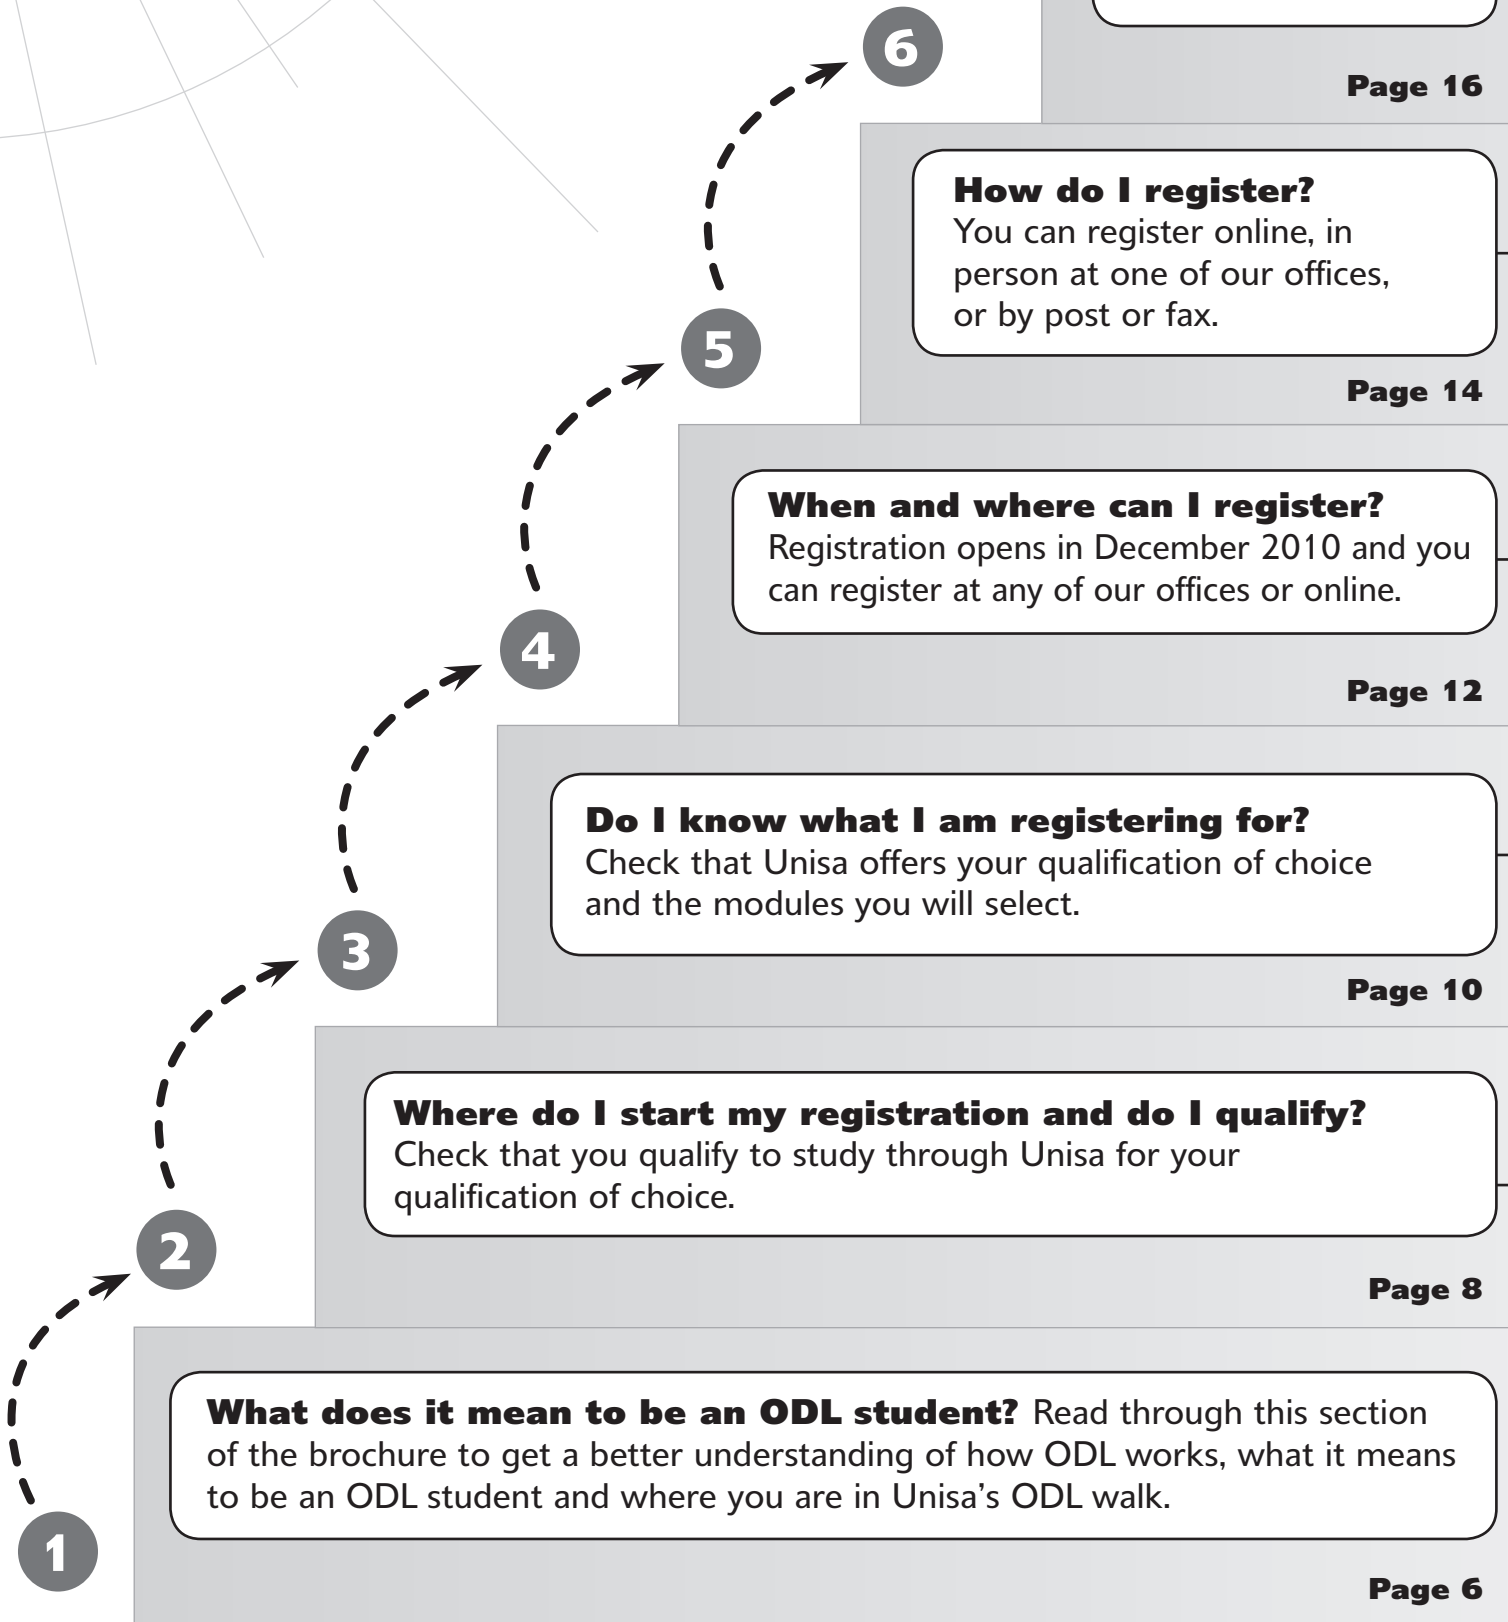 6
Page 16
How do I register?
You can register online, in
person at one of our offices,
or by post or fax.
5
Page 14
When and where can I register?
Registration opens in December 2010 and you
can register at any of our offices or online.
4
Page 12
Do I know what I am registering for?
Check that Unisa offers your qualification of choice
and the modules you will select.
3
Page 10
Where do I start my registration and do I qualify?
Check that you qualify to study through Unisa for your
qualification of choice.
2
Page 8
What does it mean to be an ODL student? Read through this section
of the brochure to get a better understanding of how ODL works, what it means
to be an ODL student and where you are in Unisa's ODL walk.
1
Page 6